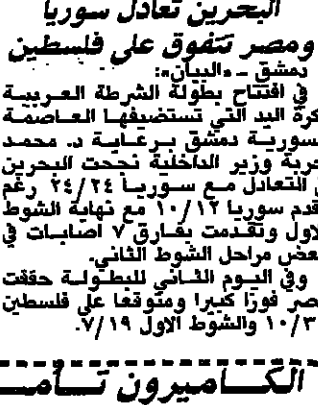 البحرين تعادل سوريا
ومصر تتفوق على فلسطين
دمشق - «البيان»:
في افتتاح بطولة الشرطة العربية
لكرة اليد التي تستضيفها العاصمة
السورية دمشق برعاية د. محمد
حربة وزير الداخلية نجحت البحرين
في التعادل مع سوريا ٢٤/٢٤ رغم
تقدم سوريا ١٠/١٢ مع نهاية الشوط
الاول وتقدمت بفارق ٧ اصابات في
بعض مراحل الشوط الثاني.
وفي اليوم الثاني للبطولة حققت
مصر فوزا كبيرا ومتوقعا على فلسطين
١٠/٣ والشوط الاول ٧/١٩.
الكاميرون تأمـ